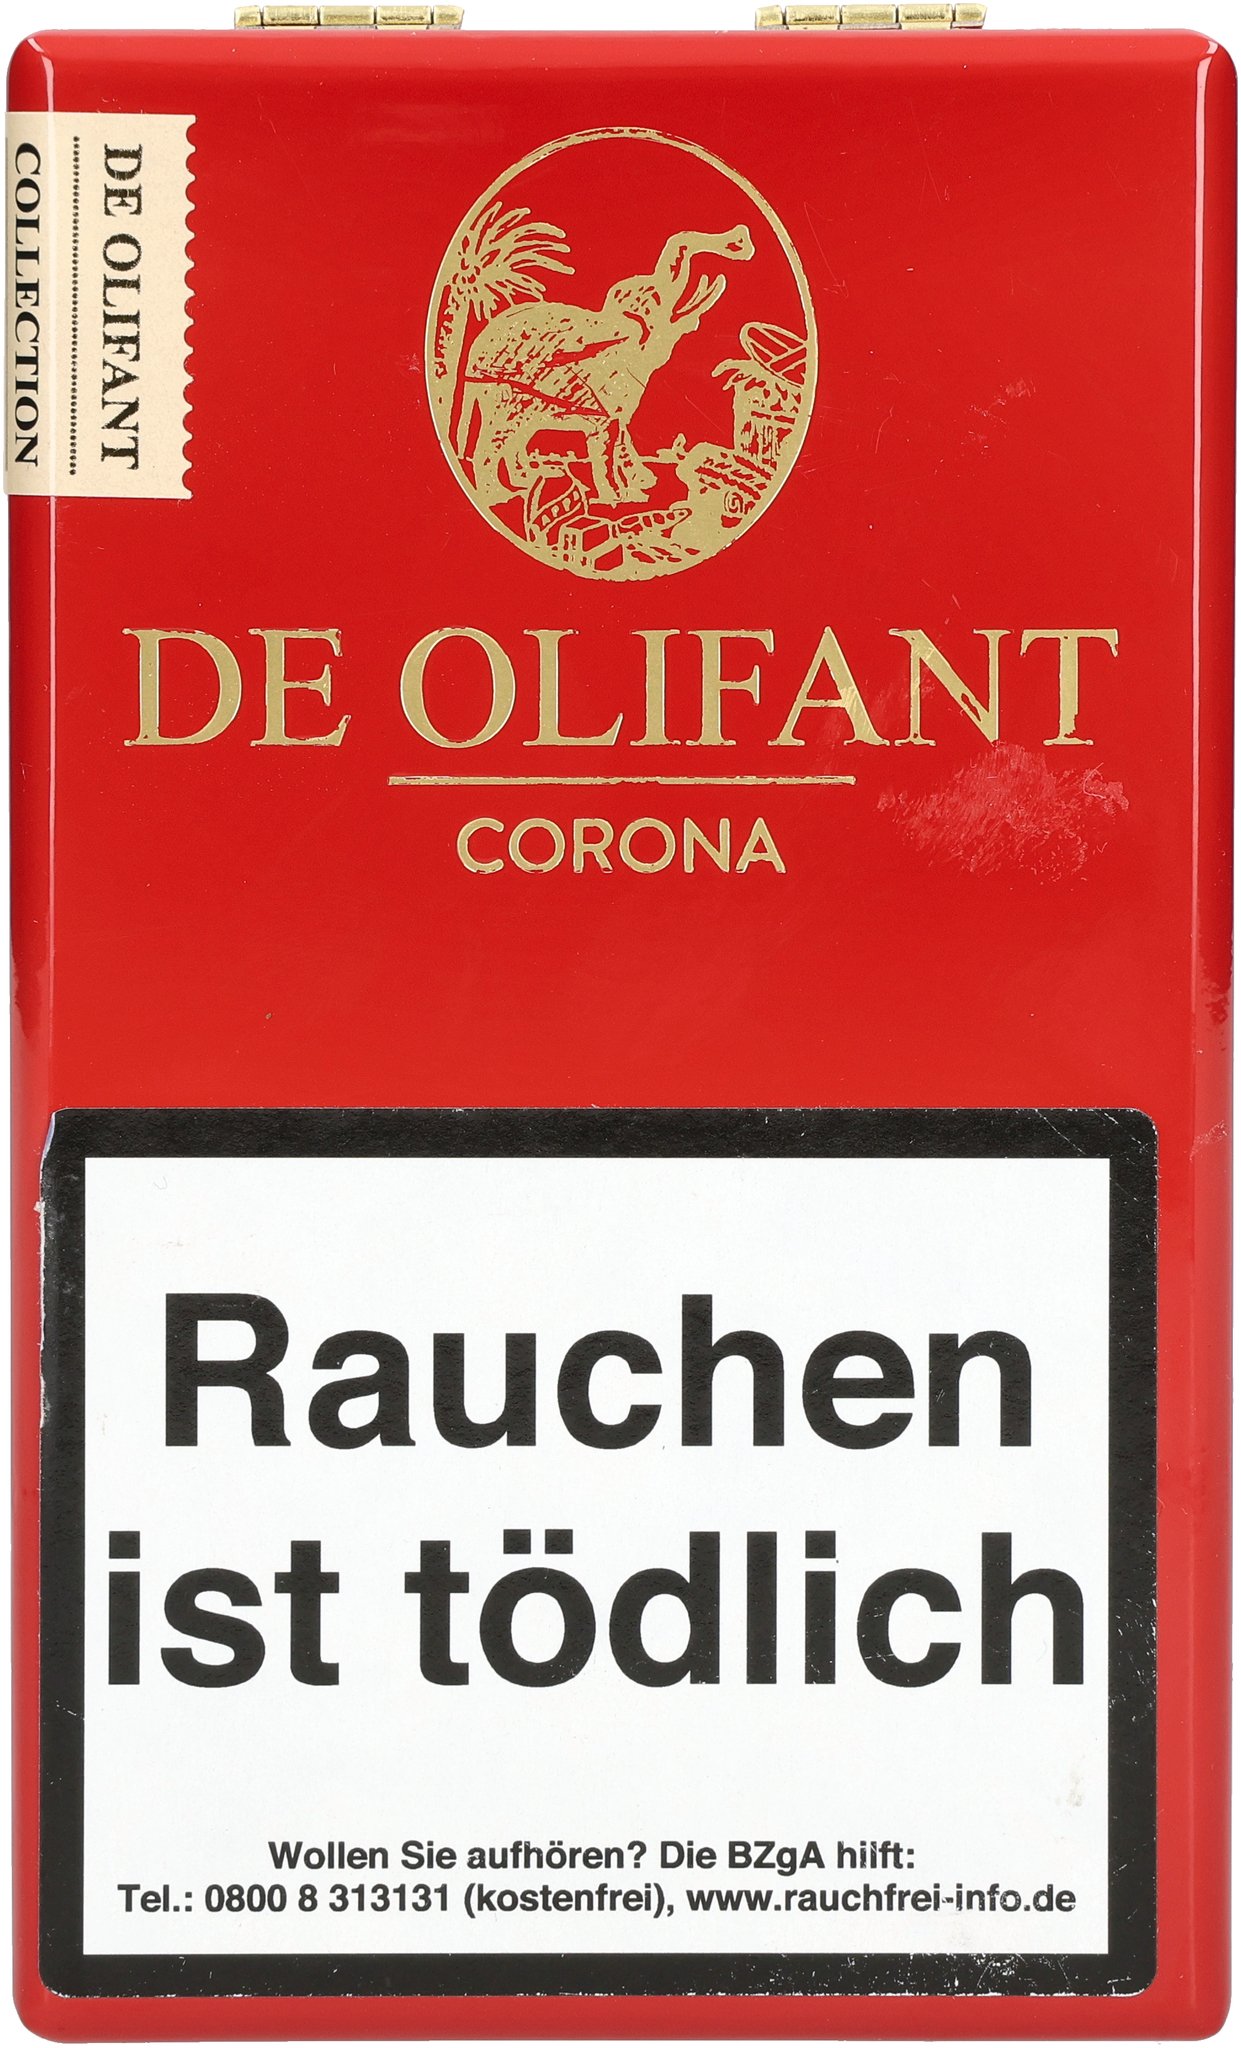 DE OLIFANT
COLLECTION
DE OLIFANT
CORONA
Rauchen
ist tödlich
Wollen Sie aufhören? Die BZgA hilft:
Tel.: 0800 8 313131 (kostenfrei), www.rauchfrei-info.de